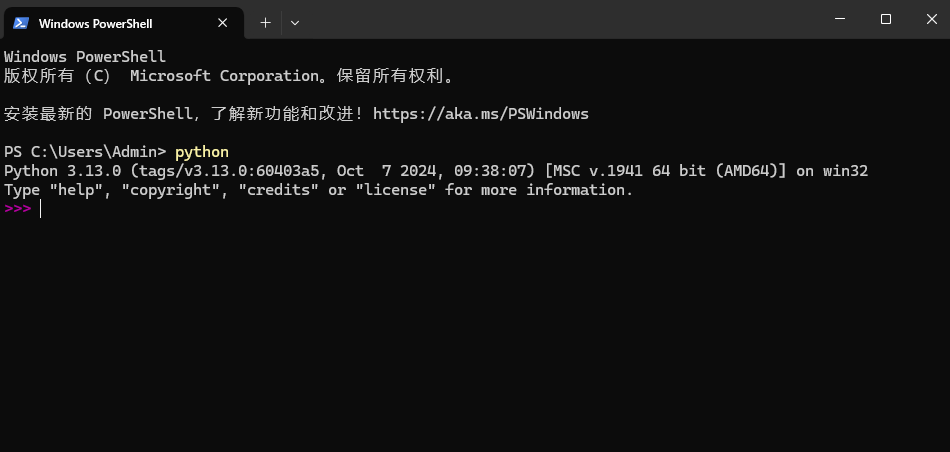 Windows PowerShell
Windows PowerShell
版权所有（C） Microsoft Corporation。保留所有权利。
安装最新的 PowerShell，了解新功能和改进！https://aka.ms/PSWindows
PS C:\Users\Admin> python
Python 3.13.0 (tags/v3.13.0:60403a5, Oct  7 2024, 09:38:07) [MSC v.1941 64 bit (AMD64)] on win32
Type "help", "copyright", "credits" or "license" for more information.
>>>